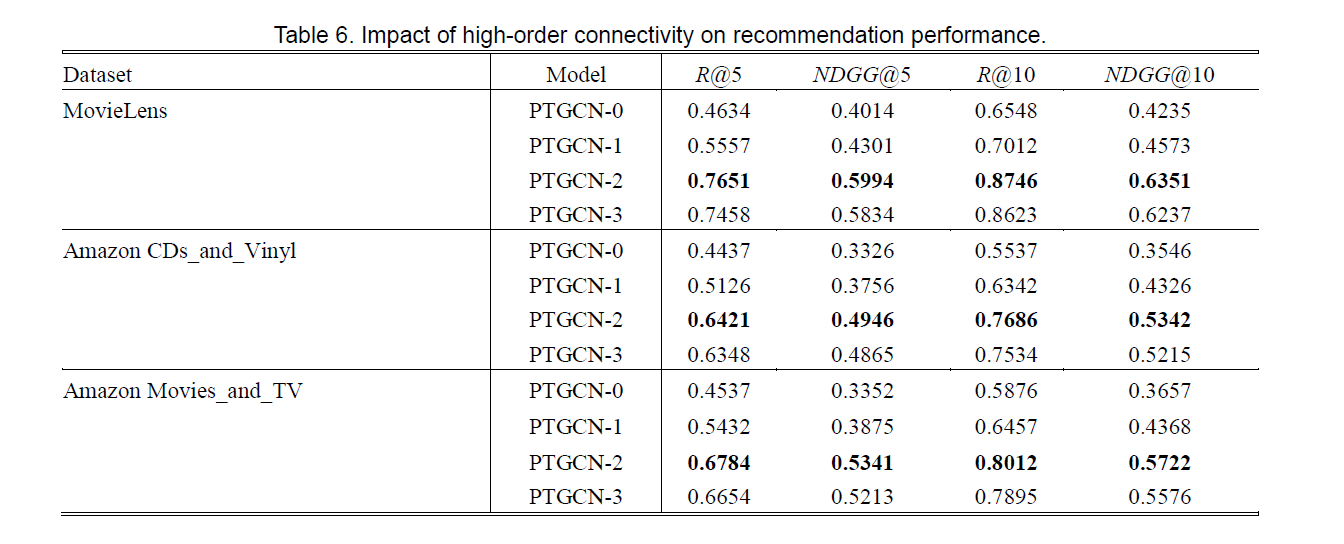 Table 6. Impact of high-order connectivity on recommendation performance.
Dataset Model R@5 NDGG@5 R@10 NDGG@10
MovieLens PTGCN-0 0.4634 0.4014 0.6548 0.4235
PTGCN-1 0.5557 0.4301 0.7012 0.4573
PTGCN-2 0.7651 0.5994 0.8746 0.6351
PTGCN-3 0.7458 0.5834 0.8623 0.6237
Amazon CDs_and_Vinyl PTGCN-0 0.4437 0.3326 0.5537 0.3546
PTGCN-1 0.5126 0.3756 0.6342 0.4326
PTGCN-2 0.6421 0.4946 0.7686 0.5342
PTGCN-3 0.6348 0.4865 0.7534 0.5215
Amazon Movies_and_TV PTGCN-0 0.4537 0.3352 0.5876 0.3657
PTGCN-1 0.5432 0.3875 0.6457 0.4368
PTGCN-2 0.6784 0.5341 0.8012 0.5722
PTGCN-3 0.6654 0.5213 0.7895 0.5576